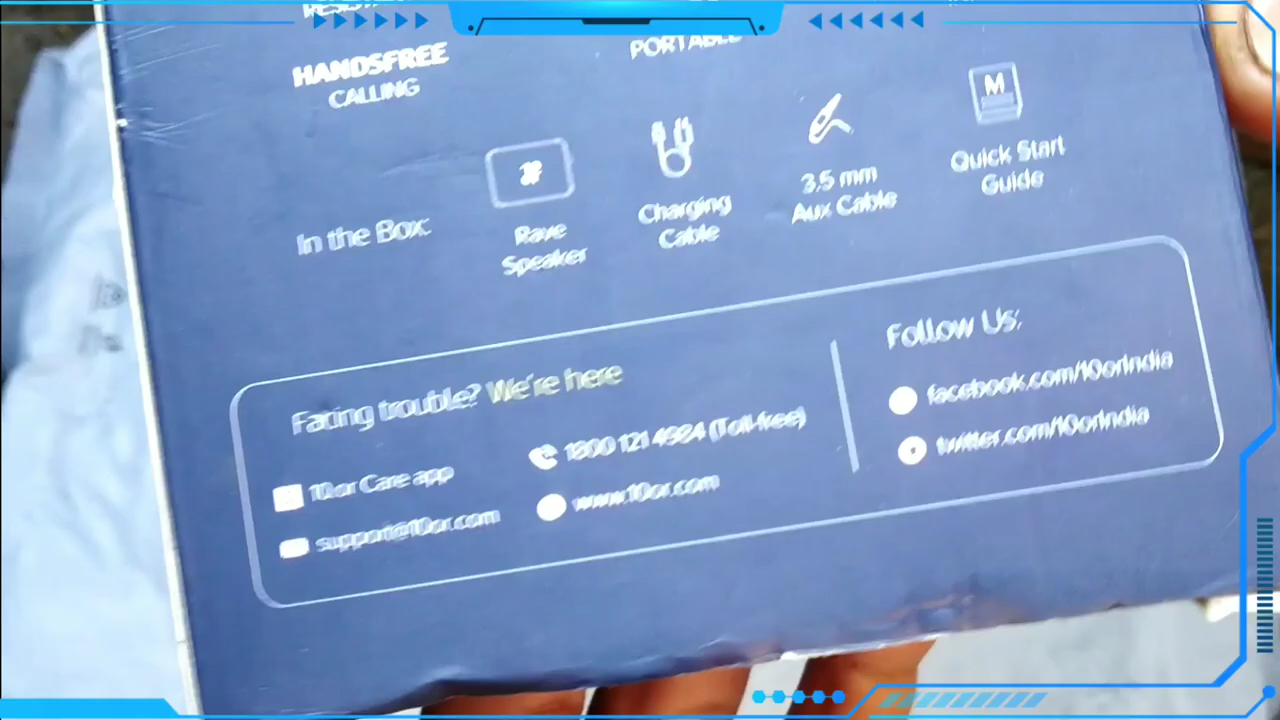 HANDSFREE
CALLING
PORTABLE
In the Box:
Rave
Speaker
Charging
Cable
3.5 mm
Aux Cable
M
Quick Start
Guide
Facing trouble? We're here
10or Care app
1800 121 4984 (Toll-free)
support@10or.com
www.10or.com
Follow Us:
facebook.com/10orIndia
twitter.com/10orIndia